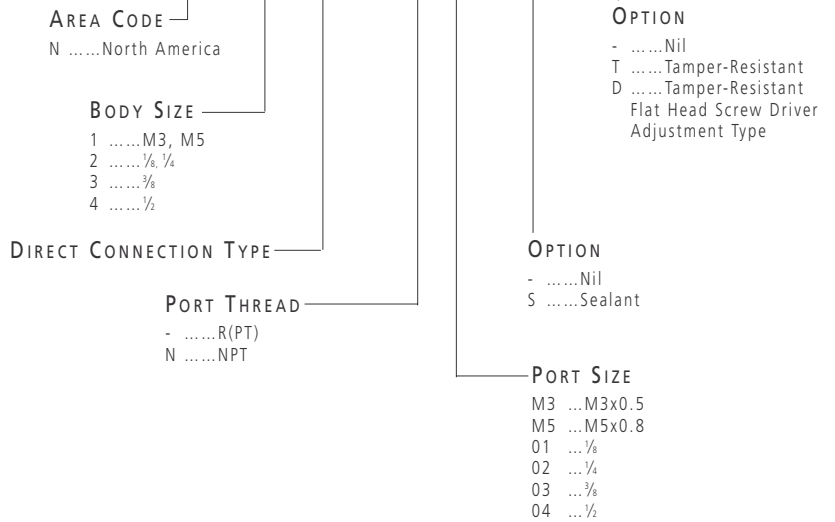 AREA CODE
N ......North America
BODY SIZE
1 ......M3, M5
2 ......⅛, ¼
3 ......⅜
4 ......½
DIRECT CONNECTION TYPE
PORT THREAD
- ......R(PT)
N ......NPT
OPTION
- ......Nil
T ......Tamper-Resistant
D ......Tamper-Resistant
Flat Head Screw Driver
Adjustment Type
OPTION
- ......Nil
S ......Sealant
PORT SIZE
M3 ...M3x0.5
M5 ...M5x0.8
01 ...⅛
02 ...¼
03 ...⅜
04 ...½